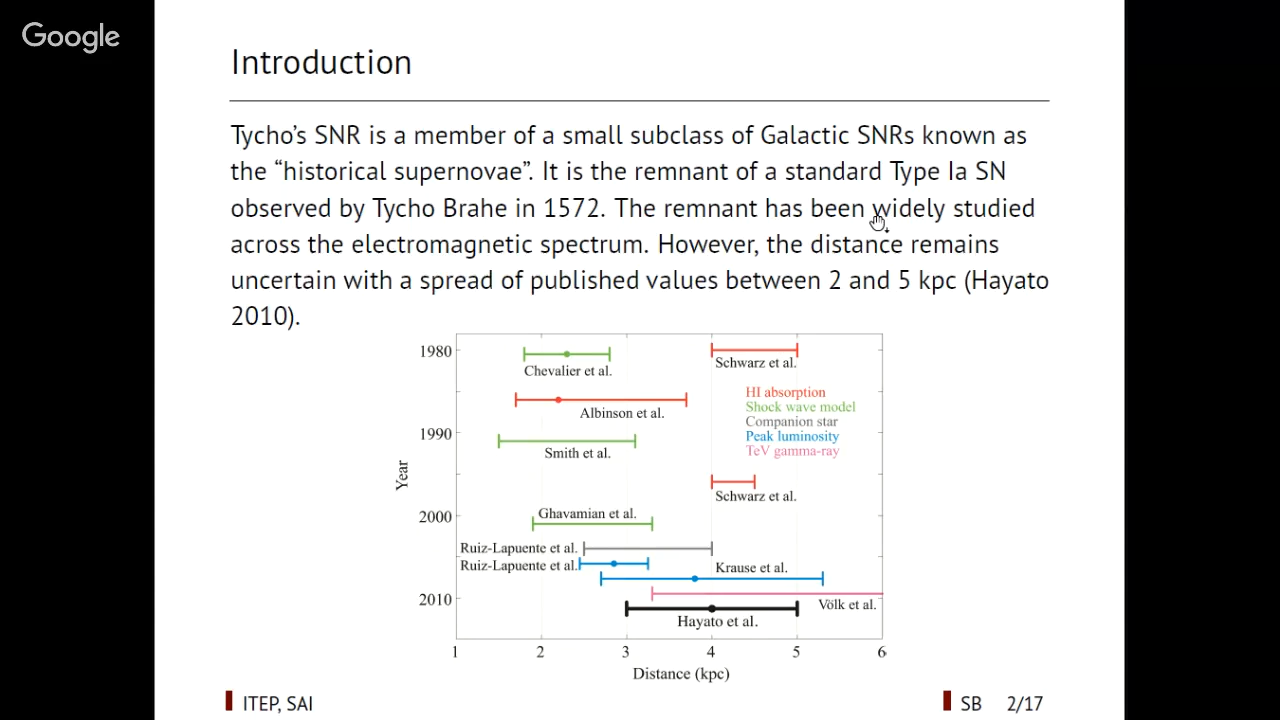 Google
Introduction
Tycho’s SNR is a member of a small subclass of Galactic SNRs known as
the “historical supernovae”. It is the remnant of a standard Type Ia SN
observed by Tycho Brahe in 1572. The remnant has been widely studied
across the electromagnetic spectrum. However, the distance remains
uncertain with a spread of published values between 2 and 5 kpc (Hayato
2010).
1980
Chevalier et al.
Schwarz et al.
HI absorption
Shock wave model
Companion star
Peak luminosity
TeV gamma-ray
Albinson et al.
1990
Smith et al.
Year
Schwarz et al.
2000
Ghavamian et al.
Ruiz-Lapuente et al.
Ruiz-Lapuente et al.
Krause et al.
2010
Völk et al.
Hayato et al.
1 2 3 4 5 6
Distance (kpc)
ITEP, SAI
SB 2/17